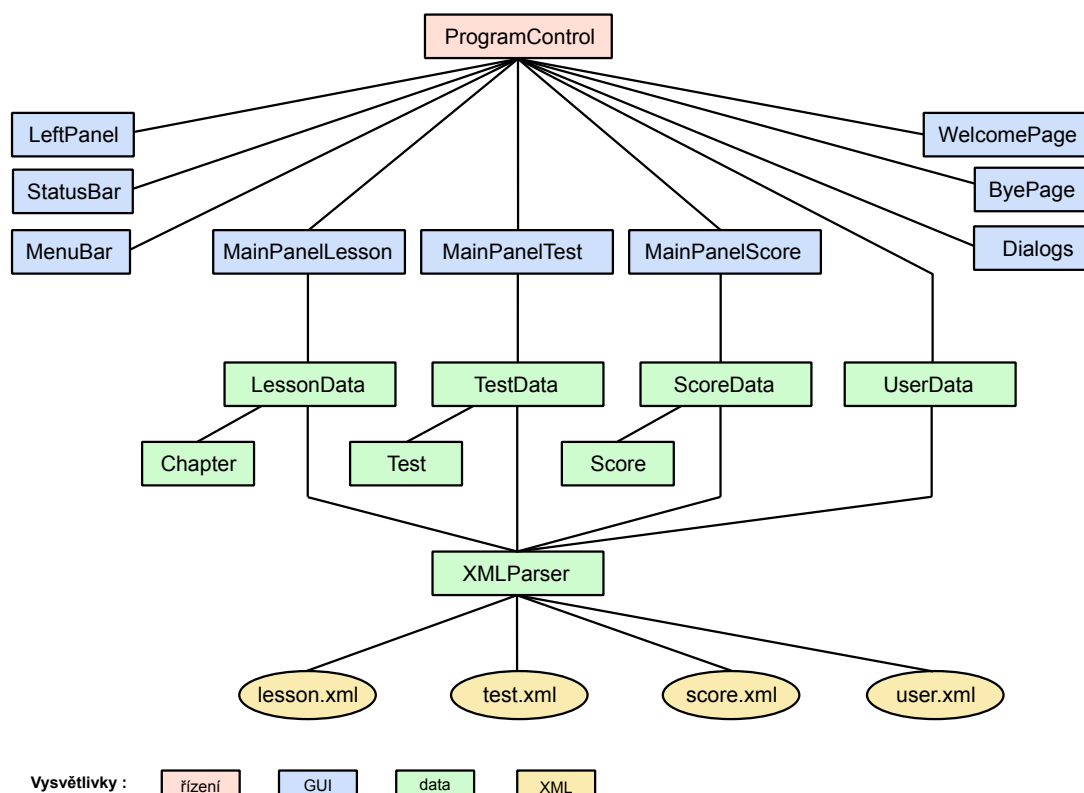 ProgramControl
LeftPanel
WelcomePage
StatusBar
ByePage
MenuBar
MainPanelLesson
MainPanelTest
MainPanelScore
Dialogs
LessonData
TestData
ScoreData
UserData
Chapter
Test
Score
XMLParser
lesson.xml
test.xml
score.xml
user.xml
Vysvětlivky :
řízení
GUI
data
XML